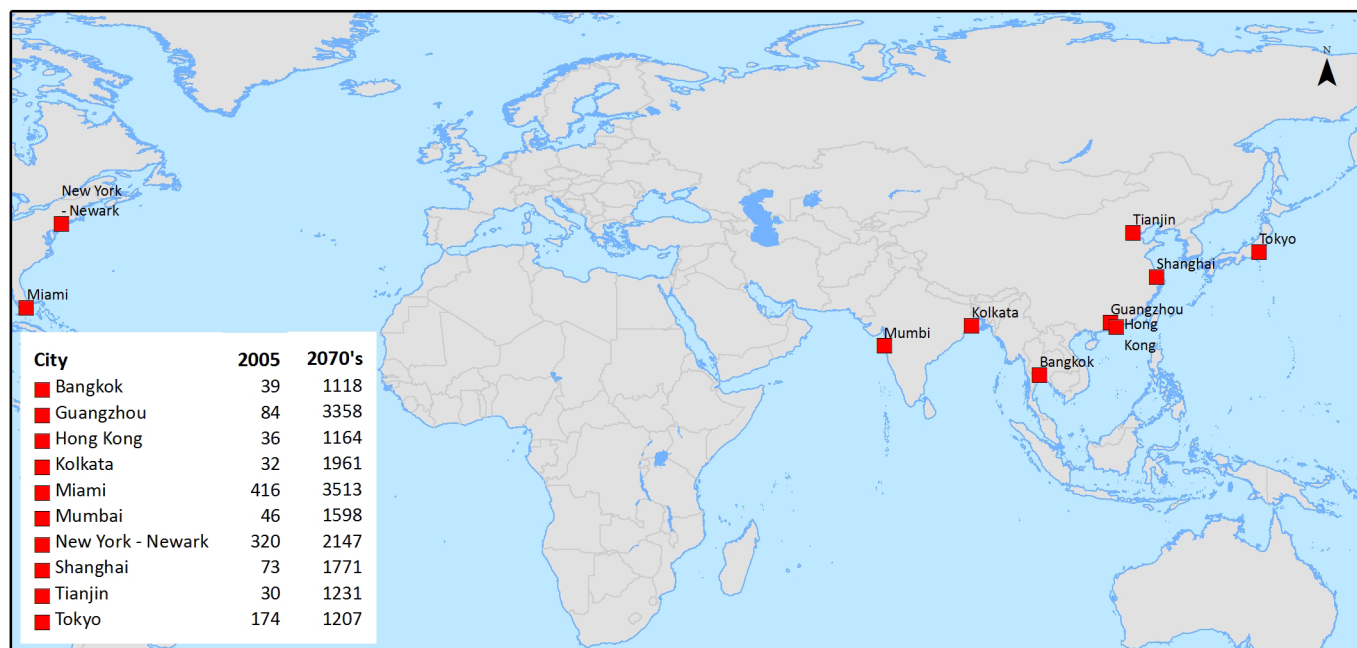 N
New York
- Newark
Miami
Tianjin
Tokyo
Shanghai
Guangzhou
Hong
Kong
Kolkata
Mumbi
Bangkok
City 2005 2070's
Bangkok 39 1118
Guangzhou 84 3358
Hong Kong 36 1164
Kolkata 32 1961
Miami 416 3513
Mumbai 46 1598
New York - Newark 320 2147
Shanghai 73 1771
Tianjin 30 1231
Tokyo 174 1207